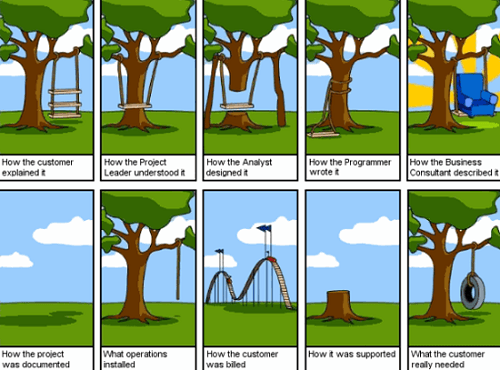 How the customer
explained it
How the Project
Leader understood it
How the Analyst
designed it
How the Programmer
wrote it
How the Business
Consultant described it
How the project
was documented
What operations
installed
How the customer
was billed
How it was supported
What the customer
really needed